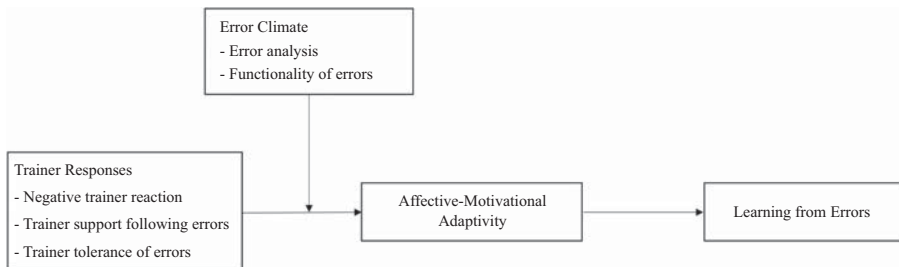 Error Climate
- Error analysis
- Functionality of errors
Trainer Responses
- Negative trainer reaction
- Trainer support following errors
- Trainer tolerance of errors
Affective-Motivational
Adaptivity
Learning from Errors